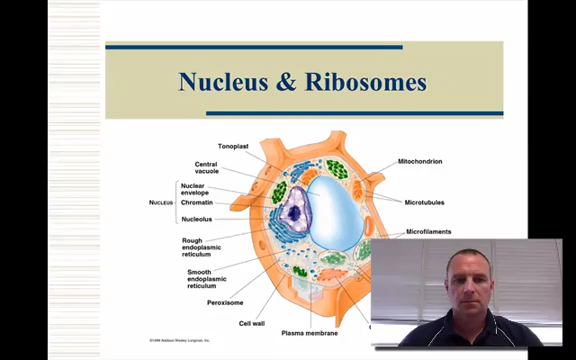 Nucleus & Ribosomes
Tonoplast
Central
vacuole
Nuclear
envelope
NUCLEUS
Chromatin
Nucleolus
Rough
endoplasmic
reticulum
Smooth
endoplasmic
reticulum
Peroxisome
Cell wall
Plasma membrane
Mitochondrion
Microtubules
Microfilaments